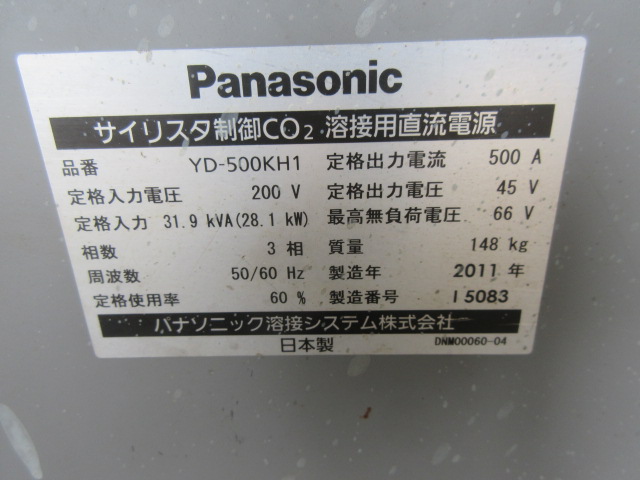 Panasonic
サイリスタ制御CO₂ 溶接用直流電源
品番 YD-500KH1 定格出力電流 500 A
定格入力電圧 200 V 定格出力電圧 45 V
定格入力 31.9 kVA(28.1 kW) 最高無負荷電圧 66 V
相数 3 相 質量 148 kg
周波数 50/60 Hz 製造年 2011 年
定格使用率 60 % 製造番号 I 5083
パナソニック溶接システム株式会社
日本製 DNM00060-04